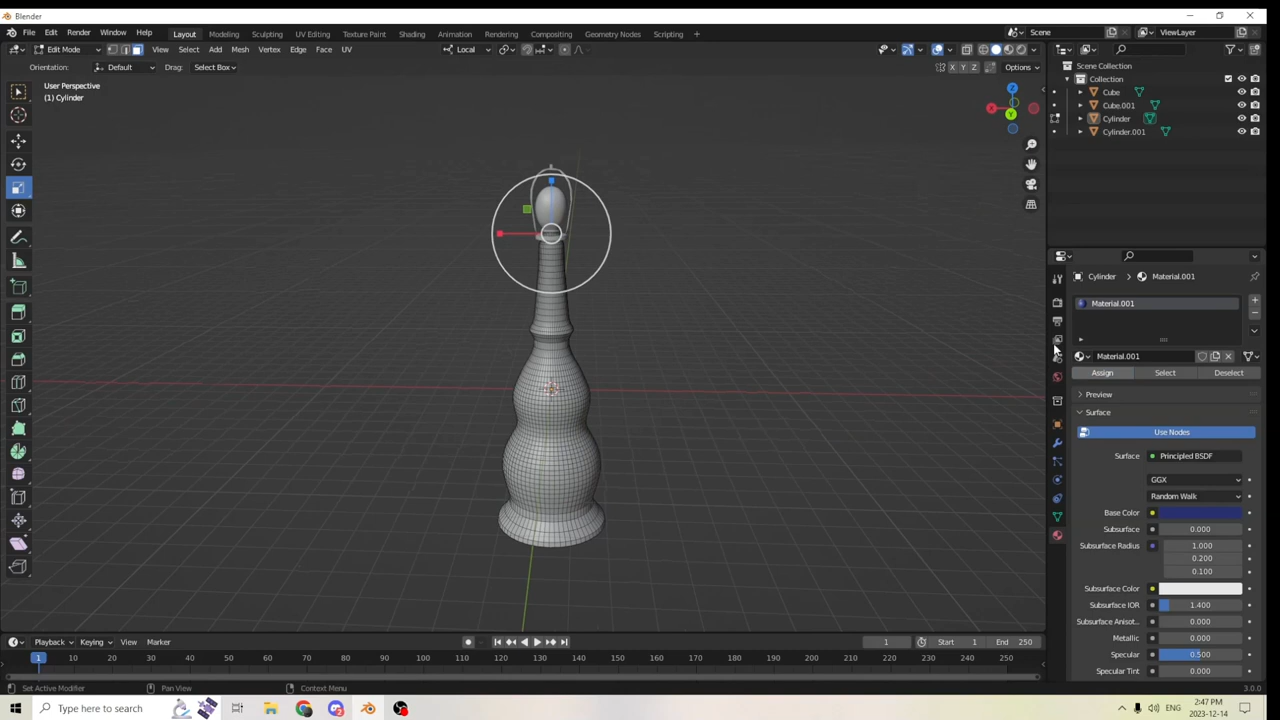 Blender
File Edit Render Window Help Layout Modeling Sculpting UV Editing Texture Paint Shading Animation Rendering Compositing Geometry Nodes Scripting Scene ViewLayer
Edit Mode View Select Add Mesh Vertex Edge Face UV Local
Orientation: Default Drag: Select Box X Y Z Options
User Perspective
(1) Cylinder
Z
X
Y
Scene Collection
Collection
Cube
Cube.001
Cylinder
Cylinder.001
Cylinder Material.001
Material.001
Material.001
Assign Select Deselect
Preview
Surface
Use Nodes
Surface Principled BSDF
GGX
Random Walk
Base Color
Subsurface 0.000
Subsurface Radius 1.000
0.200
0.100
Subsurface Color
Subsurface IOR 1.400
Subsurface Anisot... 0.000
Metallic 0.000
Specular 0.500
Specular Tint 0.000
Playback Keying View Marker 1 Start 1 End 250
1 10 20 30 40 50 60 70 80 90 100 110 120 130 140 150 160 170 180 190 200 210 220 230 240 250
Set Active Modifier Pan View Context Menu 3.0.0
Type here to search ENG 2:47 PM
2023-12-14